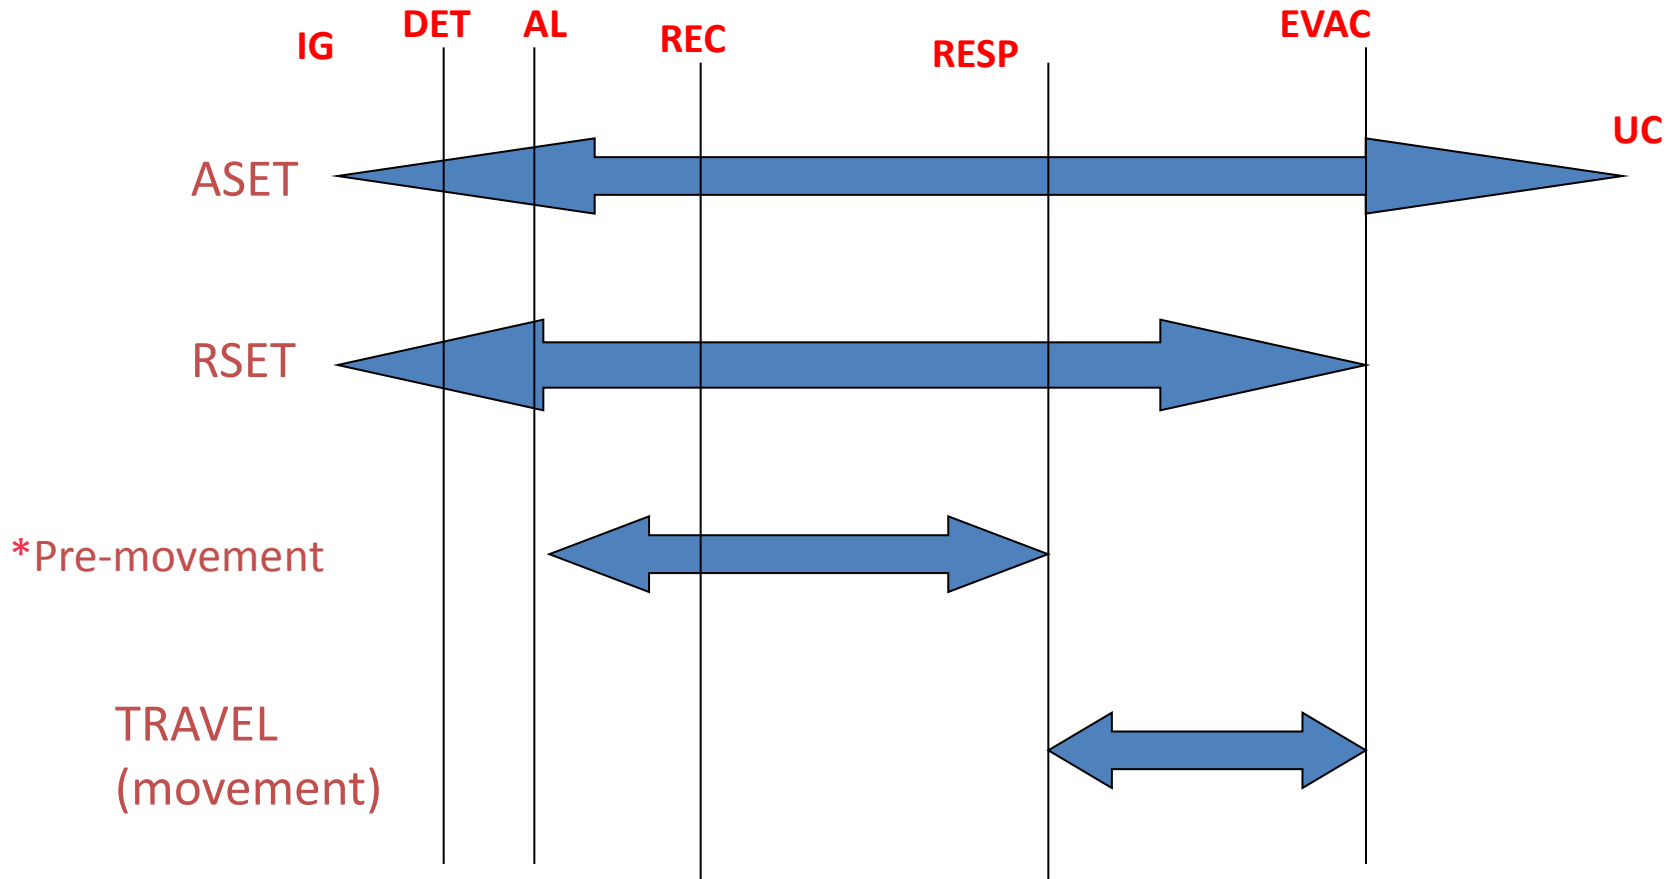 IG
DET
AL
REC
RESP
EVAC
UC
ASET
RSET
*Pre-movement
TRAVEL
(movement)